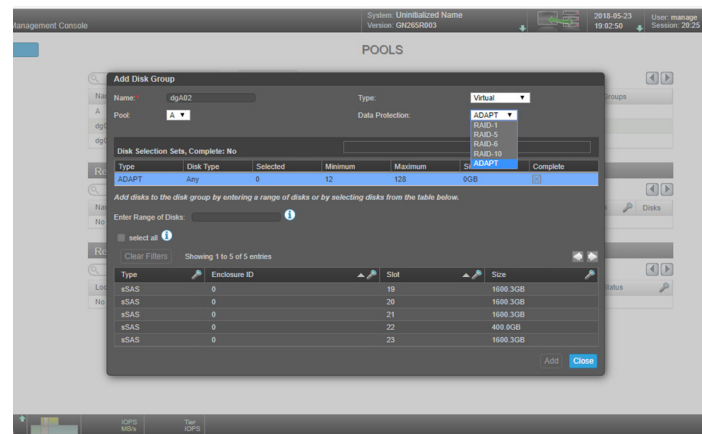 Management Console
System: Uninitialized Name
Version: GN265R003
2018-05-23
19:02:50
User: manage
Session: 20:25
POOLS
Add Disk Group
Name: dgA02
Type: Virtual
Pool: A
Data Protection: ADAPT
RAID-1
RAID-5
RAID-6
RAID-10
ADAPT
Disk Selection Sets, Complete: No
Type Disk Type Selected Minimum Maximum Complete
ADAPT Any 0 12 128 0GB
Add disks to the disk group by entering a range of disks or by selecting disks from the table below.
Enter Range of Disks:
select all
Clear Filters Showing 1 to 5 of 5 entries
Type Enclosure ID Slot Size
sSAS 0 19 1600.3GB
sSAS 0 20 1600.3GB
sSAS 0 21 1600.3GB
sSAS 0 22 400.0GB
sSAS 0 23 1600.3GB
Add Close
Groups
Disks
IOPS
MB/s
Tier
IOPS